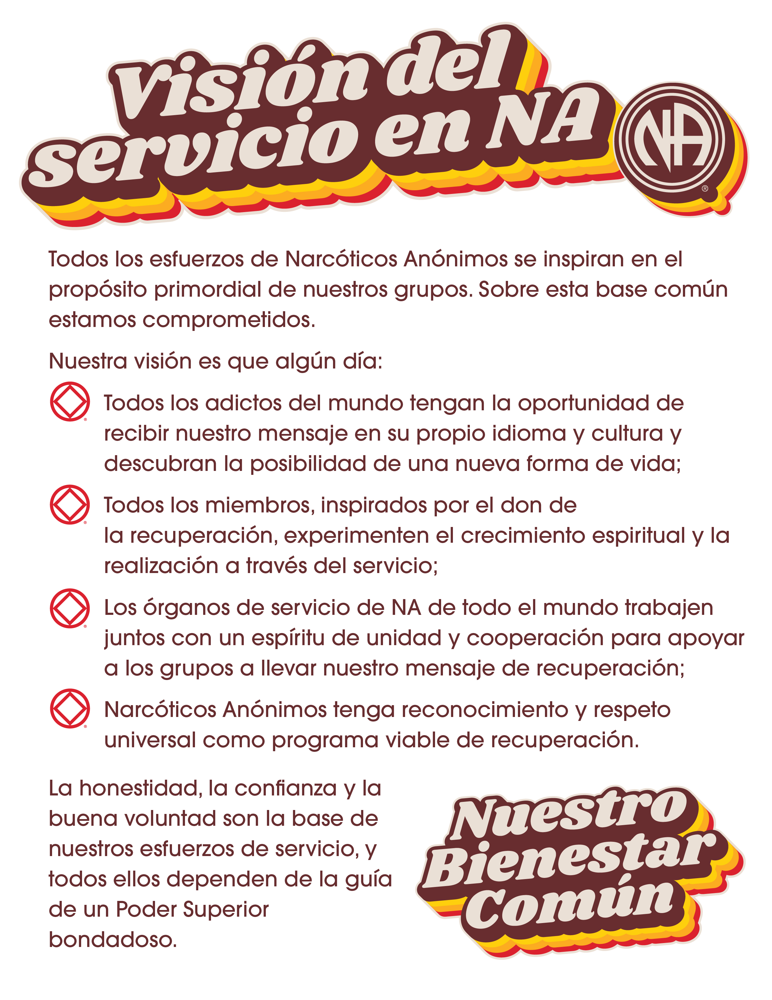 Visión del
servicio en NA
NA
®
Todos los esfuerzos de Narcóticos Anónimos se inspiran en el
propósito primordial de nuestros grupos. Sobre esta base común
estamos comprometidos.
Nuestra visión es que algún día:
®
Todos los adictos del mundo tengan la oportunidad de
recibir nuestro mensaje en su propio idioma y cultura y
descubran la posibilidad de una nueva forma de vida;
®
Todos los miembros, inspirados por el don de
la recuperación, experimenten el crecimiento espiritual y la
realización a través del servicio;
®
Los órganos de servicio de NA de todo el mundo trabajen
juntos con un espíritu de unidad y cooperación para apoyar
a los grupos a llevar nuestro mensaje de recuperación;
®
Narcóticos Anónimos tenga reconocimiento y respeto
universal como programa viable de recuperación.
La honestidad, la confianza y la
buena voluntad son la base de
nuestros esfuerzos de servicio, y
todos ellos dependen de la guía
de un Poder Superior
bondadoso.
Nuestro
Bienestar
Común